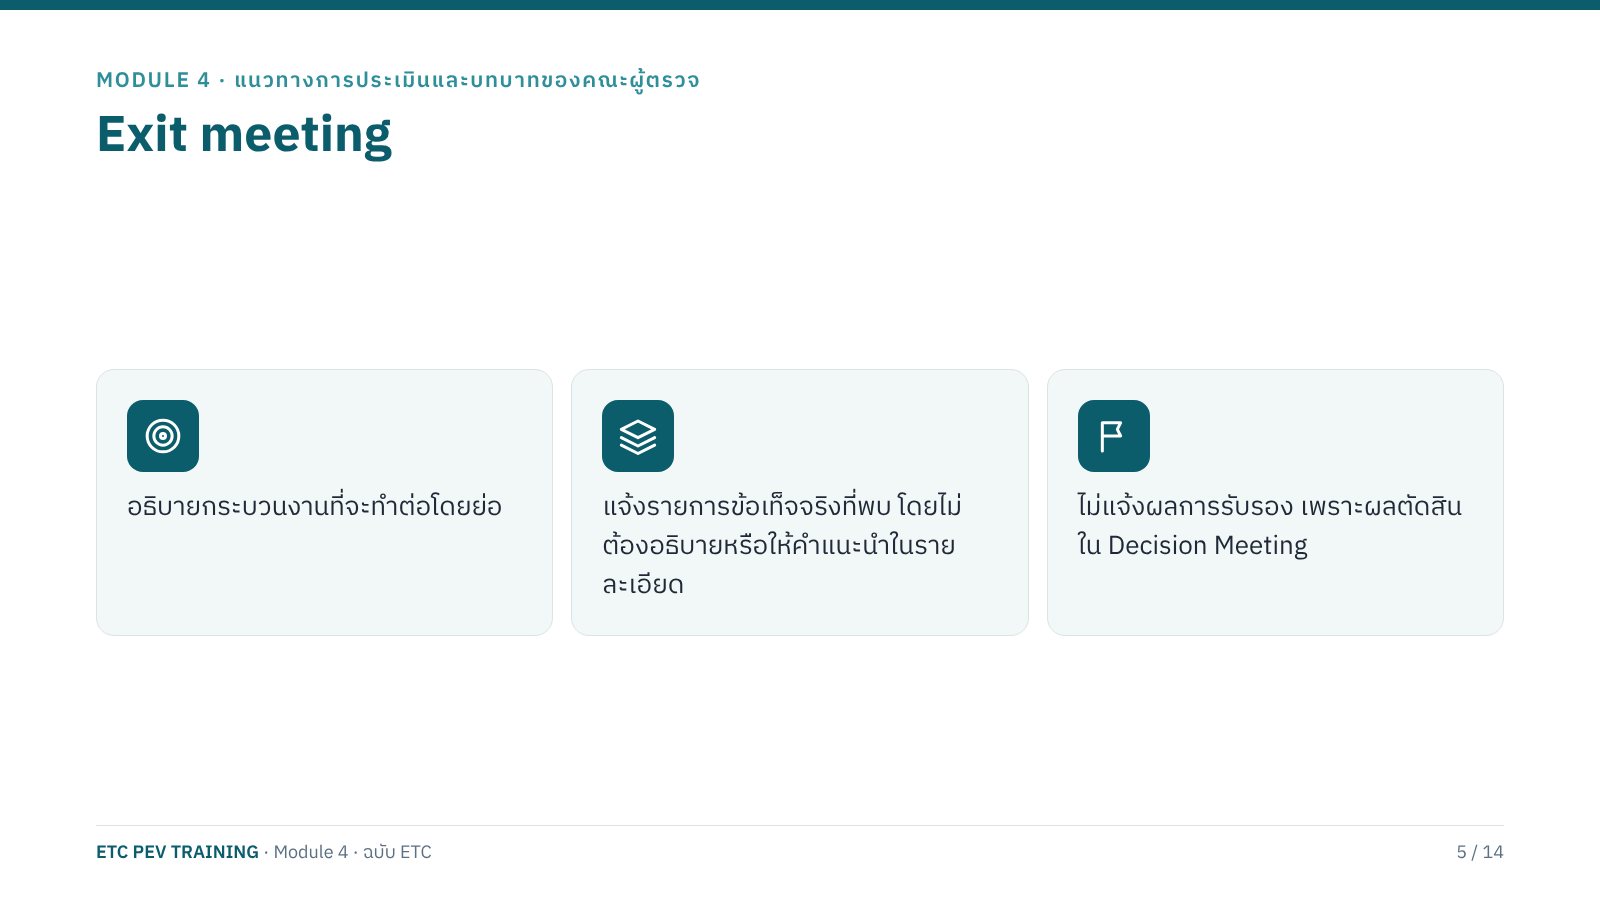 MODULE 4 · แนวทางการประเมินและบทบาทของคณะผู้ตรวจ
Exit meeting
อธิบายกระบวนงานที่จะทำต่อโดยย่อ
แจ้งรายการข้อเท็จจริงที่พบ โดยไม่
ต้องอธิบายหรือให้คำแนะนำในราย
ละเอียด
ไม่แจ้งผลการรับรอง เพราะผลตัดสิน
ใน Decision Meeting
ETC PEV TRAINING · Module 4 · ฉบับ ETC
5 / 14